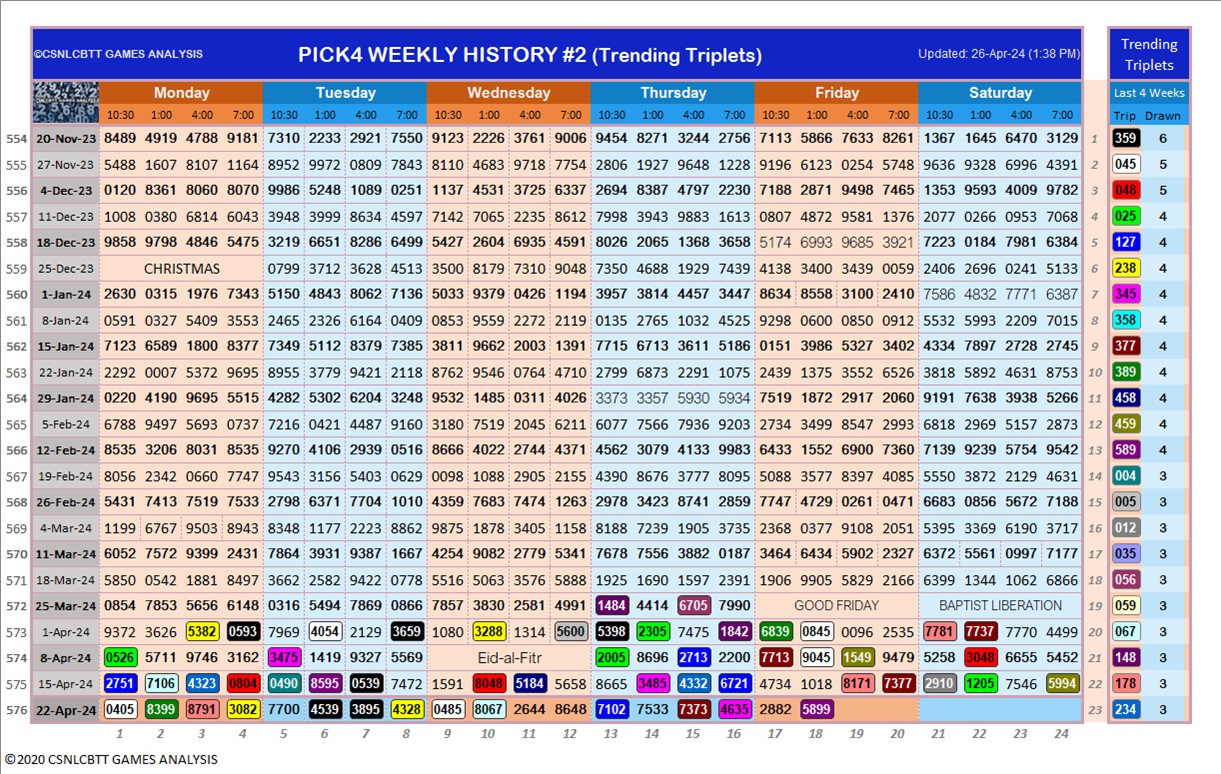 ©CSNLCBTT GAMES ANALYSIS PICK4 WEEKLY HISTORY #2 (Trending Triplets) Updated: 26-Apr-24 (1:38 PM) Trending Triplets
Monday Tuesday Wednesday Thursday Friday Saturday Last 4 Weeks
10:30 1:00 4:00 7:00 10:30 1:00 4:00 7:00 10:30 1:00 4:00 7:00 10:30 1:00 4:00 7:00 10:30 1:00 4:00 7:00 10:30 1:00 4:00 7:00 Trip Drawn
554 20-Nov-23 8489 4919 4788 9181 7310 2233 2921 7550 9123 2226 3761 9006 9454 8271 3244 2756 7113 5866 7633 8261 1367 1645 6470 3129 1 359 6
555 27-Nov-23 5488 1607 8107 1164 8952 9972 0809 7843 8110 4683 9718 7754 2806 1927 9648 1228 9196 6123 0254 5748 9636 9328 6996 4391 2 045 5
556 4-Dec-23 0120 8361 8060 8070 9986 5248 1089 0251 1137 4531 3725 6337 2694 8387 4797 2230 7188 2871 9498 7465 1353 9593 4009 9782 3 048 5
557 11-Dec-23 1008 0380 6814 6043 3948 3999 8634 4597 7142 7065 2235 8612 7998 3943 9883 1613 0807 4872 9581 1376 2077 0266 0953 7068 4 025 4
558 18-Dec-23 9858 9798 4846 5475 3219 6651 8286 6499 5427 2604 6935 4591 8026 2065 1368 3658 5174 6993 9685 3921 7223 0184 7981 6384 5 127 4
559 25-Dec-23 CHRISTMAS 0799 3712 3628 4513 3500 8179 7310 9048 7350 4688 1929 7439 4138 3400 3439 0059 2406 2696 0241 5133 6 238 4
560 1-Jan-24 2630 0315 1976 7343 5150 4843 8062 7136 5033 9379 0426 1194 3957 3814 4457 3447 8634 8558 3100 2410 7586 4832 7771 6387 7 345 4
561 8-Jan-24 0591 0327 5409 3553 2465 2326 6164 0409 0853 9559 2272 2119 0135 2765 1032 4525 9298 0600 0850 0912 5532 5993 2209 7015 8 358 4
562 15-Jan-24 7123 6589 1800 8377 7349 5112 8379 7385 3811 9662 2003 1391 7715 6713 3611 5186 0151 3986 5327 3402 4334 7897 2728 2745 9 377 4
563 22-Jan-24 2292 0007 5372 9695 8955 3779 9421 2118 8762 9546 0764 4710 2799 6873 2291 1075 2439 1375 3552 6526 3818 5892 4631 8753 10 389 4
564 29-Jan-24 0220 4190 9695 5515 4282 5302 6204 3248 9532 1485 0311 4026 3373 3357 5930 5934 7519 1872 2917 2060 9191 7638 3938 5266 11 458 4
565 5-Feb-24 6788 9497 5693 0737 7216 0421 4487 9160 3180 7519 2045 6211 6077 7566 7936 9203 2734 3499 8547 2993 6818 2969 5157 2873 12 459 4
566 12-Feb-24 8535 3206 8031 8535 9270 4106 2939 0516 8666 4022 2744 4371 4562 3079 4133 9983 6433 1552 6900 7360 7139 9239 5754 9542 13 589 4
567 19-Feb-24 8056 2342 0660 7747 9543 3156 5403 0629 0098 1088 2905 2155 4390 8676 3777 8095 5088 3577 8397 4085 5550 3872 2129 4631 14 004 3
568 26-Feb-24 5431 7413 7519 7533 2798 6371 7704 1010 4359 7683 7474 1263 2978 3423 8741 2859 7747 4729 0261 0471 6683 0856 5672 7188 15 005 3
569 4-Mar-24 1199 6767 9503 8943 8348 1177 2223 8862 9875 1878 3405 1158 8188 7239 1905 3735 2368 0377 9108 2051 5395 3369 6190 3717 16 012 3
570 11-Mar-24 6052 7572 9399 2431 7864 3931 9387 1667 4254 9082 2779 5341 7678 7556 3882 0187 3464 6434 5902 2327 6372 5561 0997 7177 17 035 3
571 18-Mar-24 5850 0542 1881 8497 3662 2582 9422 0778 5516 5063 3576 5888 1925 1690 1597 2391 1906 9905 5829 2166 6399 1344 1062 6866 18 056 3
572 25-Mar-24 0854 7853 5656 6148 0316 5494 7869 0866 7857 3830 2581 4991 1484 4414 6705 7990 GOOD FRIDAY BAPTIST LIBERATION 19 059 3
573 1-Apr-24 9372 3626 5382 0593 7969 4054 2129 3659 1080 3288 1314 5600 5398 2305 7475 1842 6839 0845 0096 2535 7781 7737 7770 4499 20 067 3
574 8-Apr-24 0526 5711 9746 3162 3475 1419 9327 5569 Eid-al-Fitr 2005 8696 2713 2200 7713 9045 1549 9479 5258 3048 6655 5452 21 148 3
575 15-Apr-24 2751 7106 4323 0804 0490 8595 0539 7472 1591 8048 5184 5658 8665 3485 4332 6721 4734 1018 8171 7377 2910 1205 7546 5994 22 178 3
576 22-Apr-24 0405 8399 8791 3082 7700 4539 3895 4328 0485 8067 2644 8648 7102 7533 7373 4635 2882 5899 23 234 3
1 2 3 4 5 6 7 8 9 10 11 12 13 14 15 16 17 18 19 20 21 22 23 24
©2020 CSNLCBTT GAMES ANALYSIS